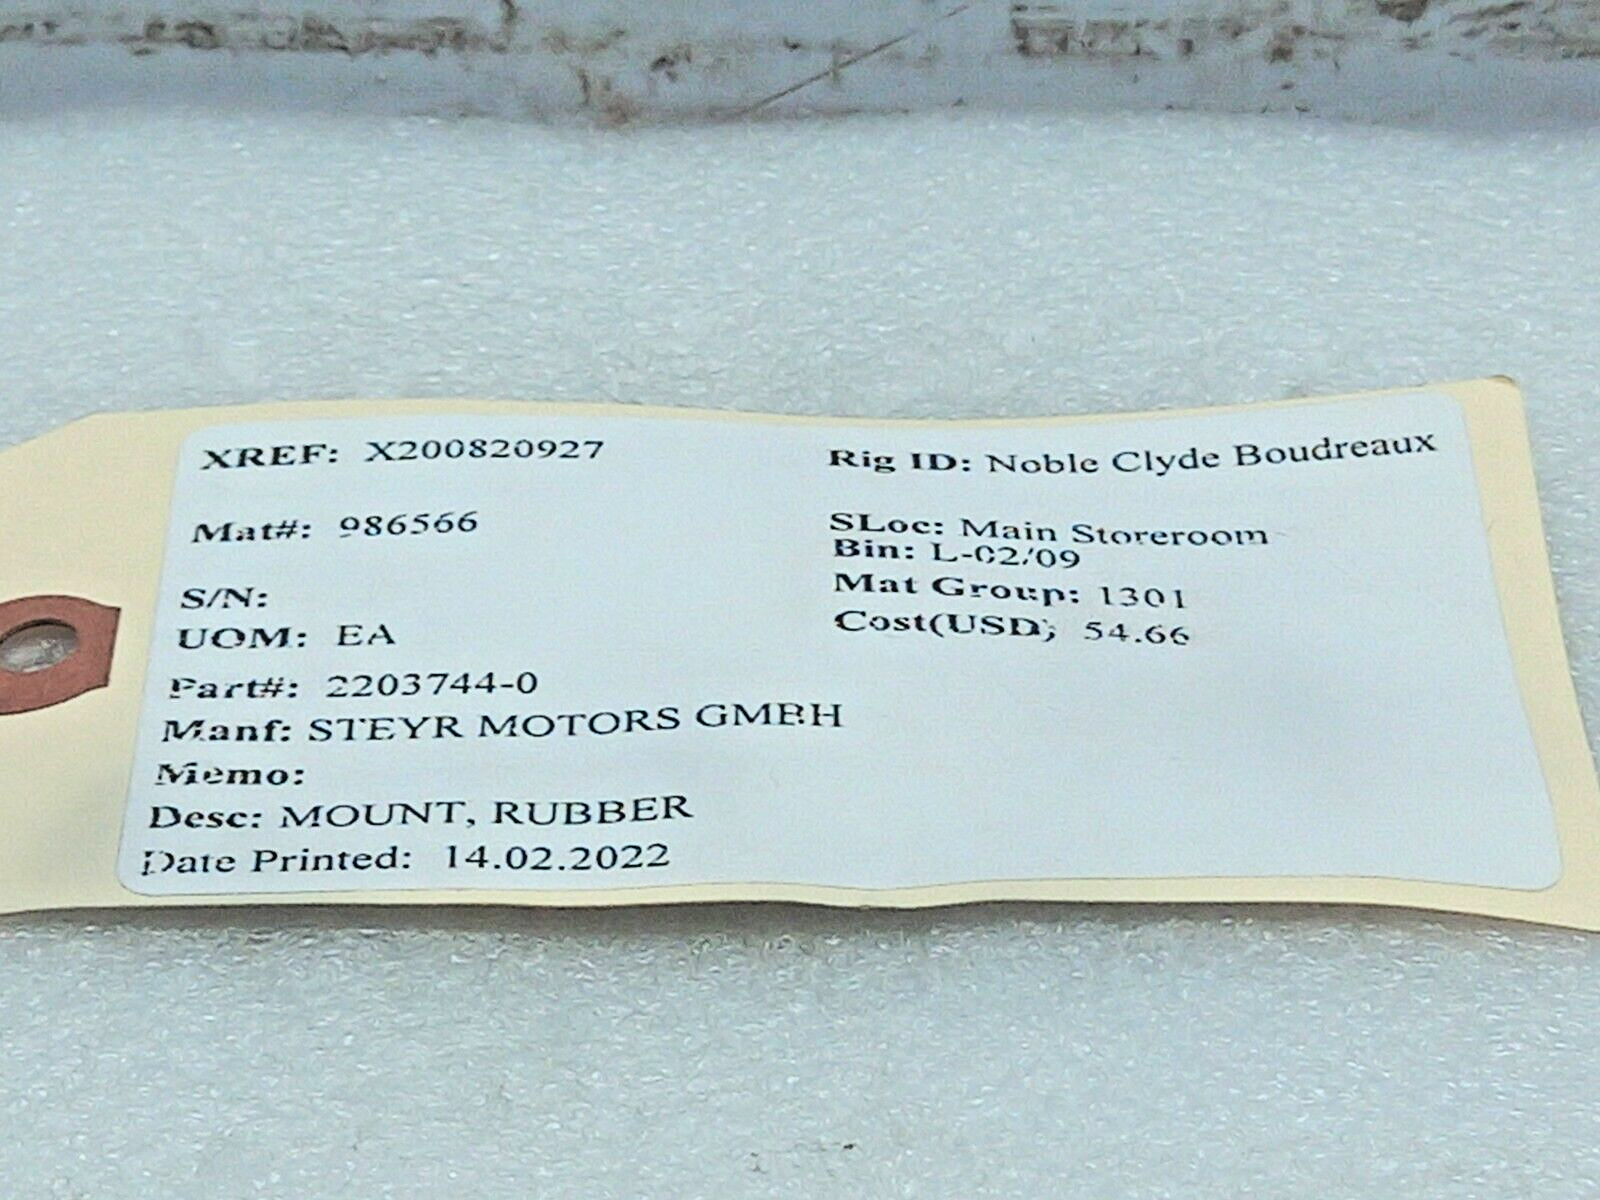 XREF: X200820927
Rig ID: Noble Clyde Boudreaux
Mat#: 986566
SLoc: Main Storeroom
Bin: L-02/09
S/N:
Mat Group: 1301
UOM: EA
Cost(USD) 54.66
Part#: 2203744-0
Manf: STEYR MOTORS GMBH
Memo:
Desc: MOUNT, RUBBER
Date Printed: 14.02.2022